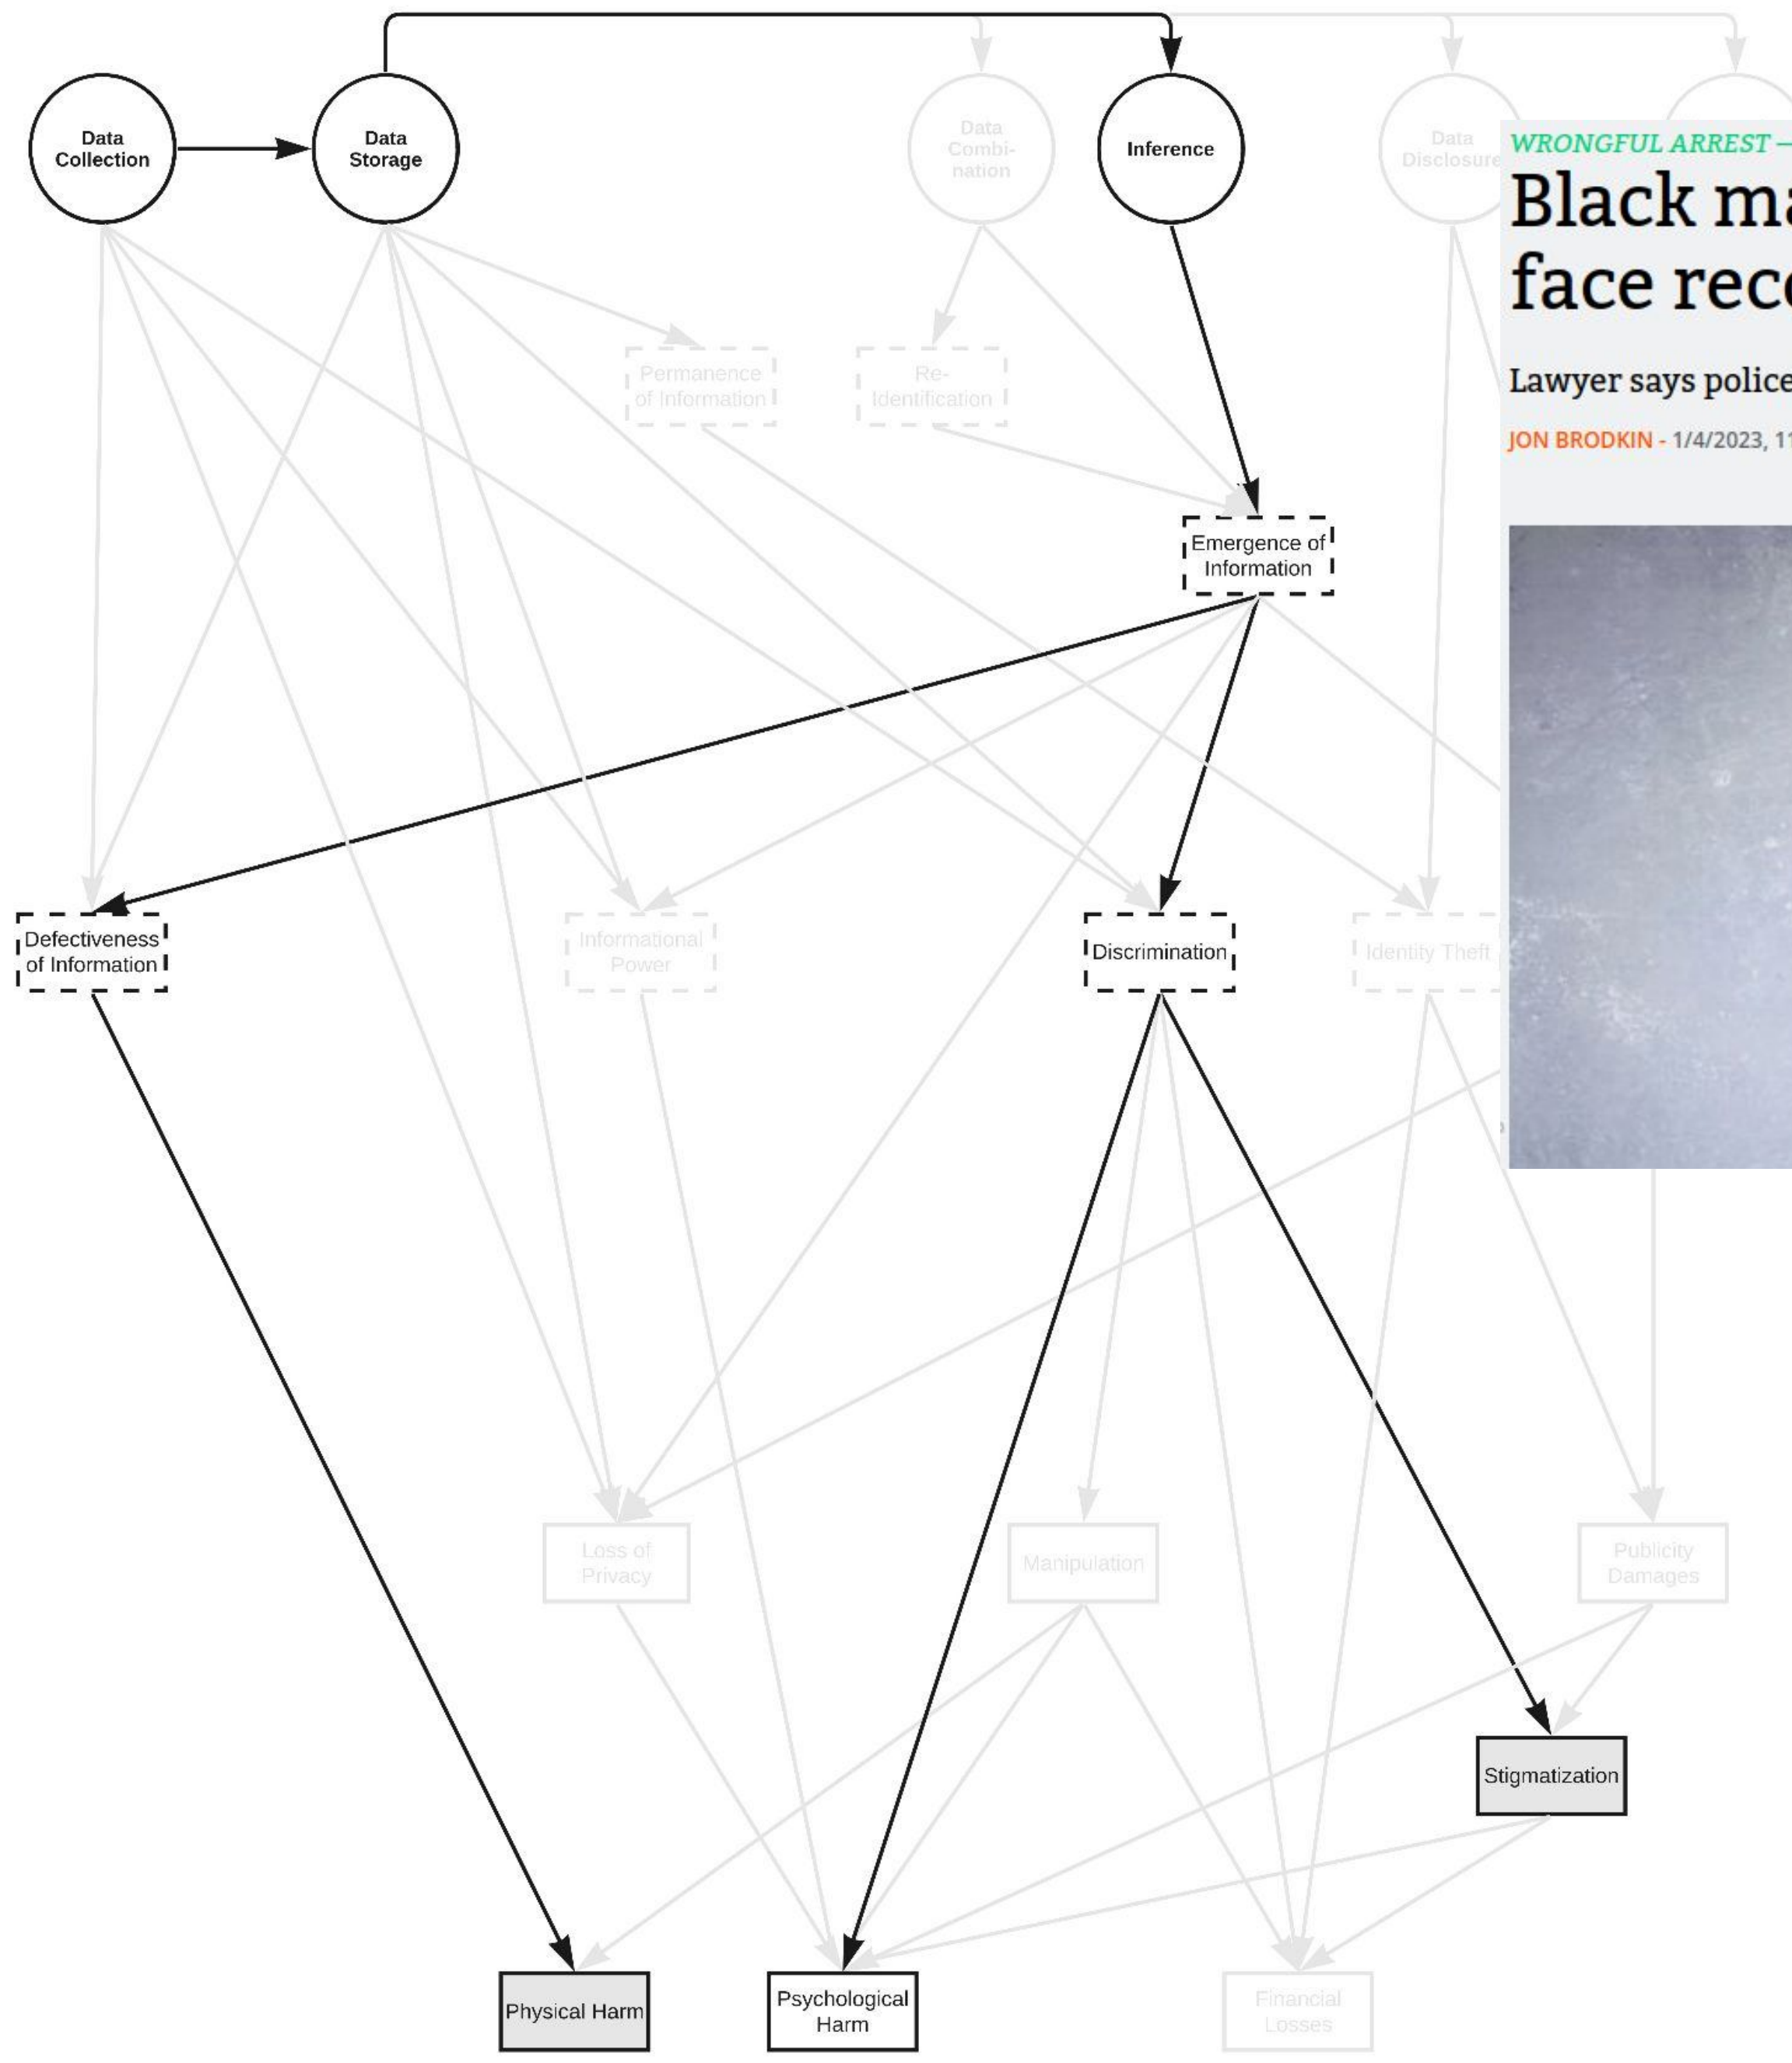 Data
Collection
Data
Storage
Data
Combi-
nation
Inference
Data
Disclosure
WRONGFUL ARREST —
Black ma
face reco
Lawyer says police
JON BRODKIN - 1/4/2023, 11
Permanence
of Information
Re-
Identification
Emergence of
Information
Defectiveness
of Information
Informational
Power
Discrimination
Identity Theft
Loss of
Privacy
Manipulation
Publicity
Damages
Stigmatization
Physical Harm
Psychological
Harm
Financial
Losses